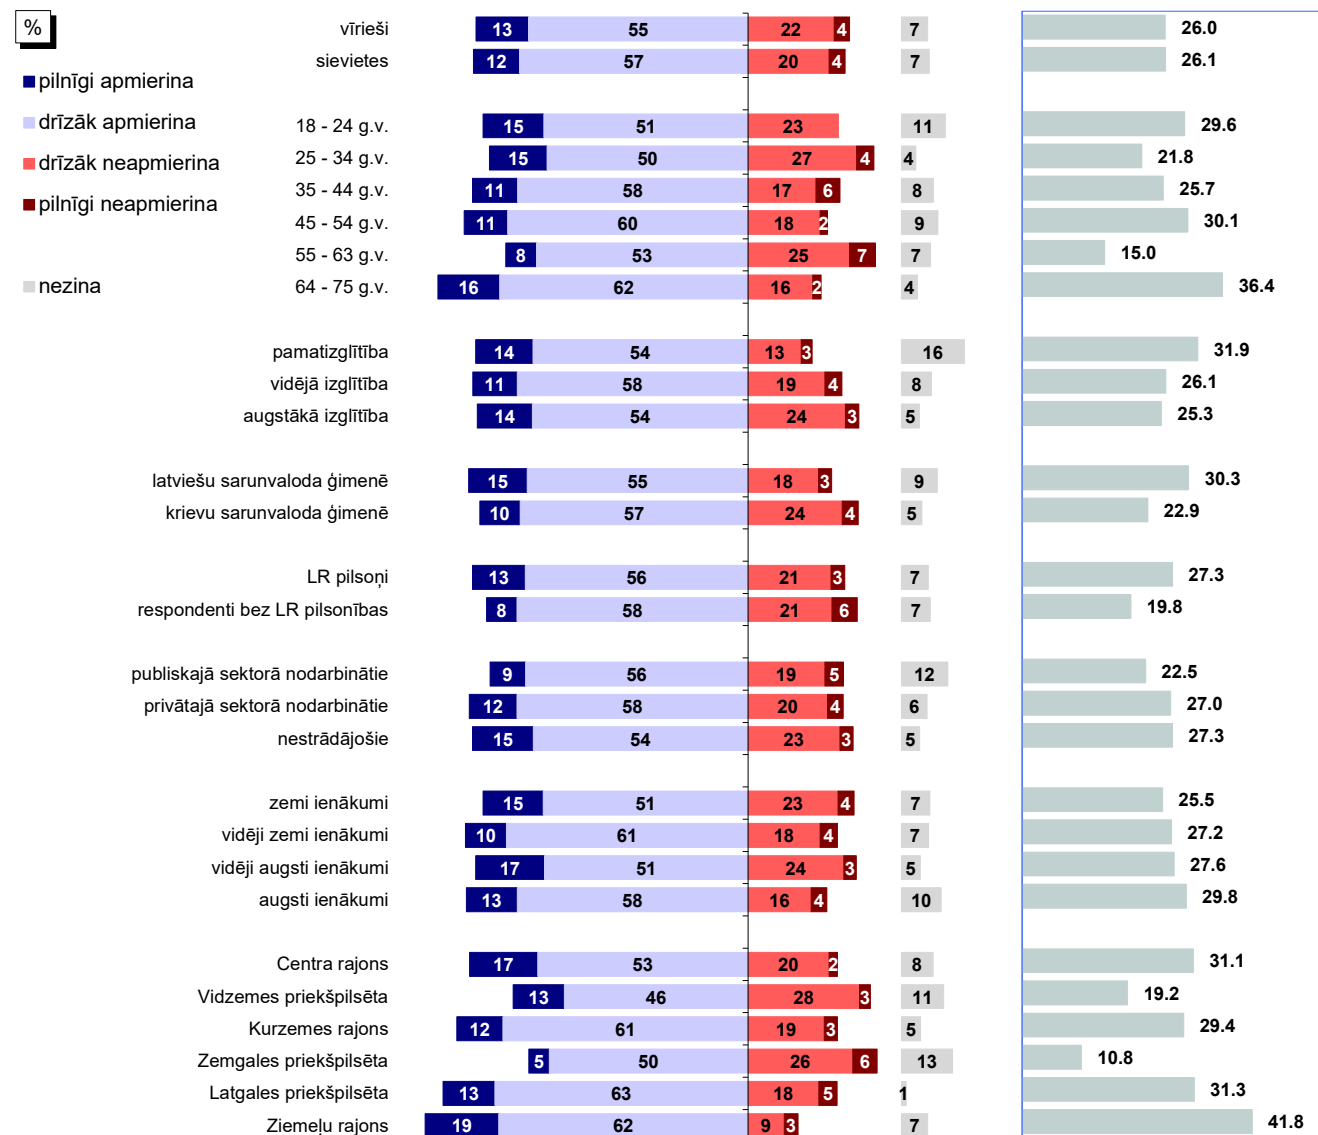 %
pilnīgi apmierina
drīzāk apmierina
drīzāk neapmierina
pilnīgi neapmierina
nezina
vīrieši 13 55 22 4 7 26.0
sievietes 12 57 20 4 7 26.1
18 - 24 g.v. 15 51 23 11 29.6
25 - 34 g.v. 15 50 27 4 4 21.8
35 - 44 g.v. 11 58 17 6 8 25.7
45 - 54 g.v. 11 60 18 2 9 30.1
55 - 63 g.v. 8 53 25 7 7 15.0
64 - 75 g.v. 16 62 16 2 4 36.4
pamatizglītība 14 54 13 3 16 31.9
vidējā izglītība 11 58 19 4 8 26.1
augstākā izglītība 14 54 24 3 5 25.3
latviešu sarunvaloda ģimenē 15 55 18 3 9 30.3
krievu sarunvaloda ģimenē 10 57 24 4 5 22.9
LR pilsoņi 13 56 21 3 7 27.3
respondenti bez LR pilsonības 8 58 21 6 7 19.8
publiskajā sektorā nodarbinātie 9 56 19 5 12 22.5
privātajā sektorā nodarbinātie 12 58 20 4 6 27.0
nestrādājošie 15 54 23 3 5 27.3
zemi ienākumi 15 51 23 4 7 25.5
vidēji zemi ienākumi 10 61 18 4 7 27.2
vidēji augsti ienākumi 17 51 24 3 5 27.6
augsti ienākumi 13 58 16 4 10 29.8
Centra rajons 17 53 20 2 8 31.1
Vidzemes priekšpilsēta 13 46 28 3 11 19.2
Kurzemes rajons 12 61 19 3 5 29.4
Zemgales priekšpilsēta 5 50 26 6 13 10.8
Latgales priekšpilsēta 13 63 18 5 1 31.3
Ziemeļu rajons 19 62 9 3 7 41.8